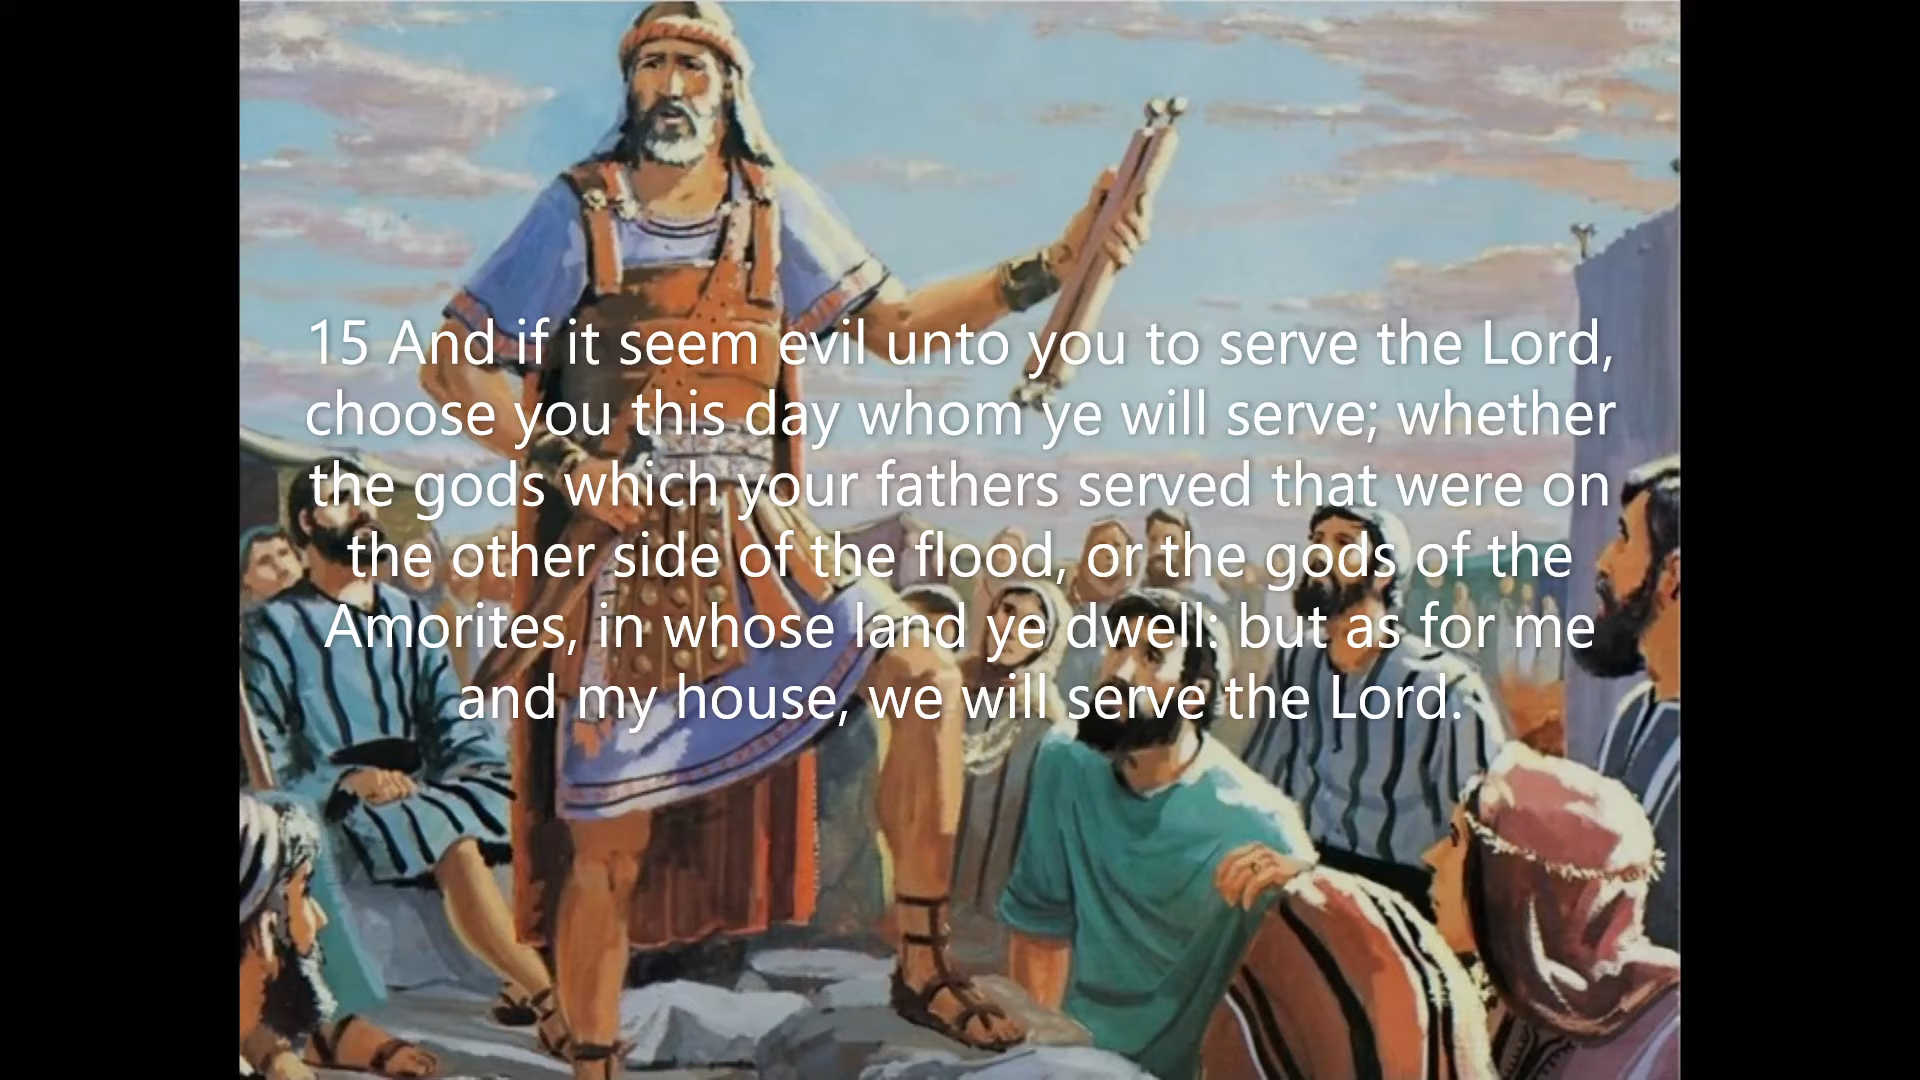 15 And if it seem evil unto you to serve the Lord,
choose you this day whom ye will serve; whether
the gods which your fathers served that were on
the other side of the flood, or the gods of the
Amorites, in whose land ye dwell: but as for me
and my house, we will serve the Lord.